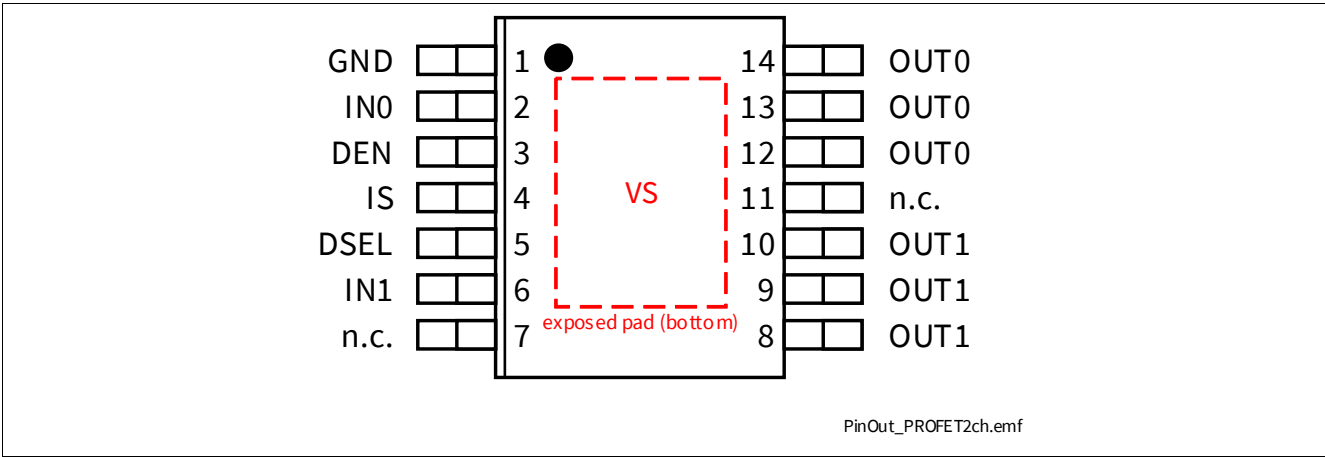 GND 1 14 OUT0
IN0 2 13 OUT0
DEN 3 12 OUT0
IS 4 VS 11 n.c.
DSEL 5 10 OUT1
IN1 6 9 OUT1
n.c. 7 exposed pad (bottom) 8 OUT1
PinOut_PROFET2ch.emf